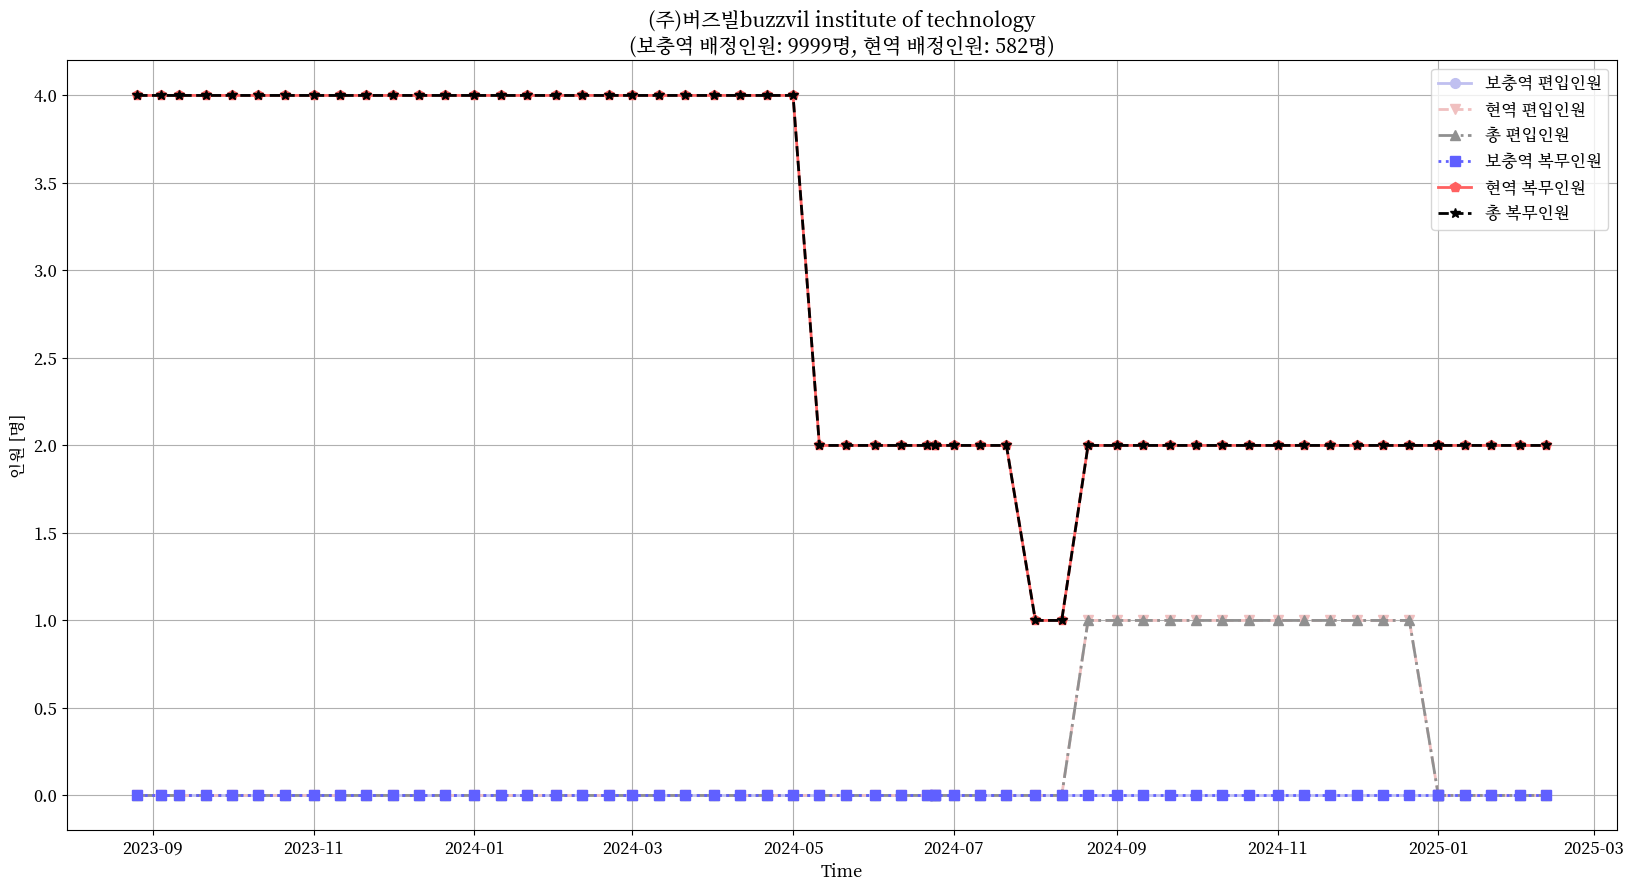 (주)버즈빌buzzvil institute of technology
(보충역 배정인원: 9999명, 현역 배정인원: 582명)
보충역 편입인원
현역 편입인원
총 편입인원
보충역 복무인원
현역 복무인원
총 복무인원
인원 [명]
4.0
3.5
3.0
2.5
2.0
1.5
1.0
0.5
0.0
2023-09
2023-11
2024-01
2024-03
2024-05
2024-07
2024-09
2024-11
2025-01
2025-03
Time